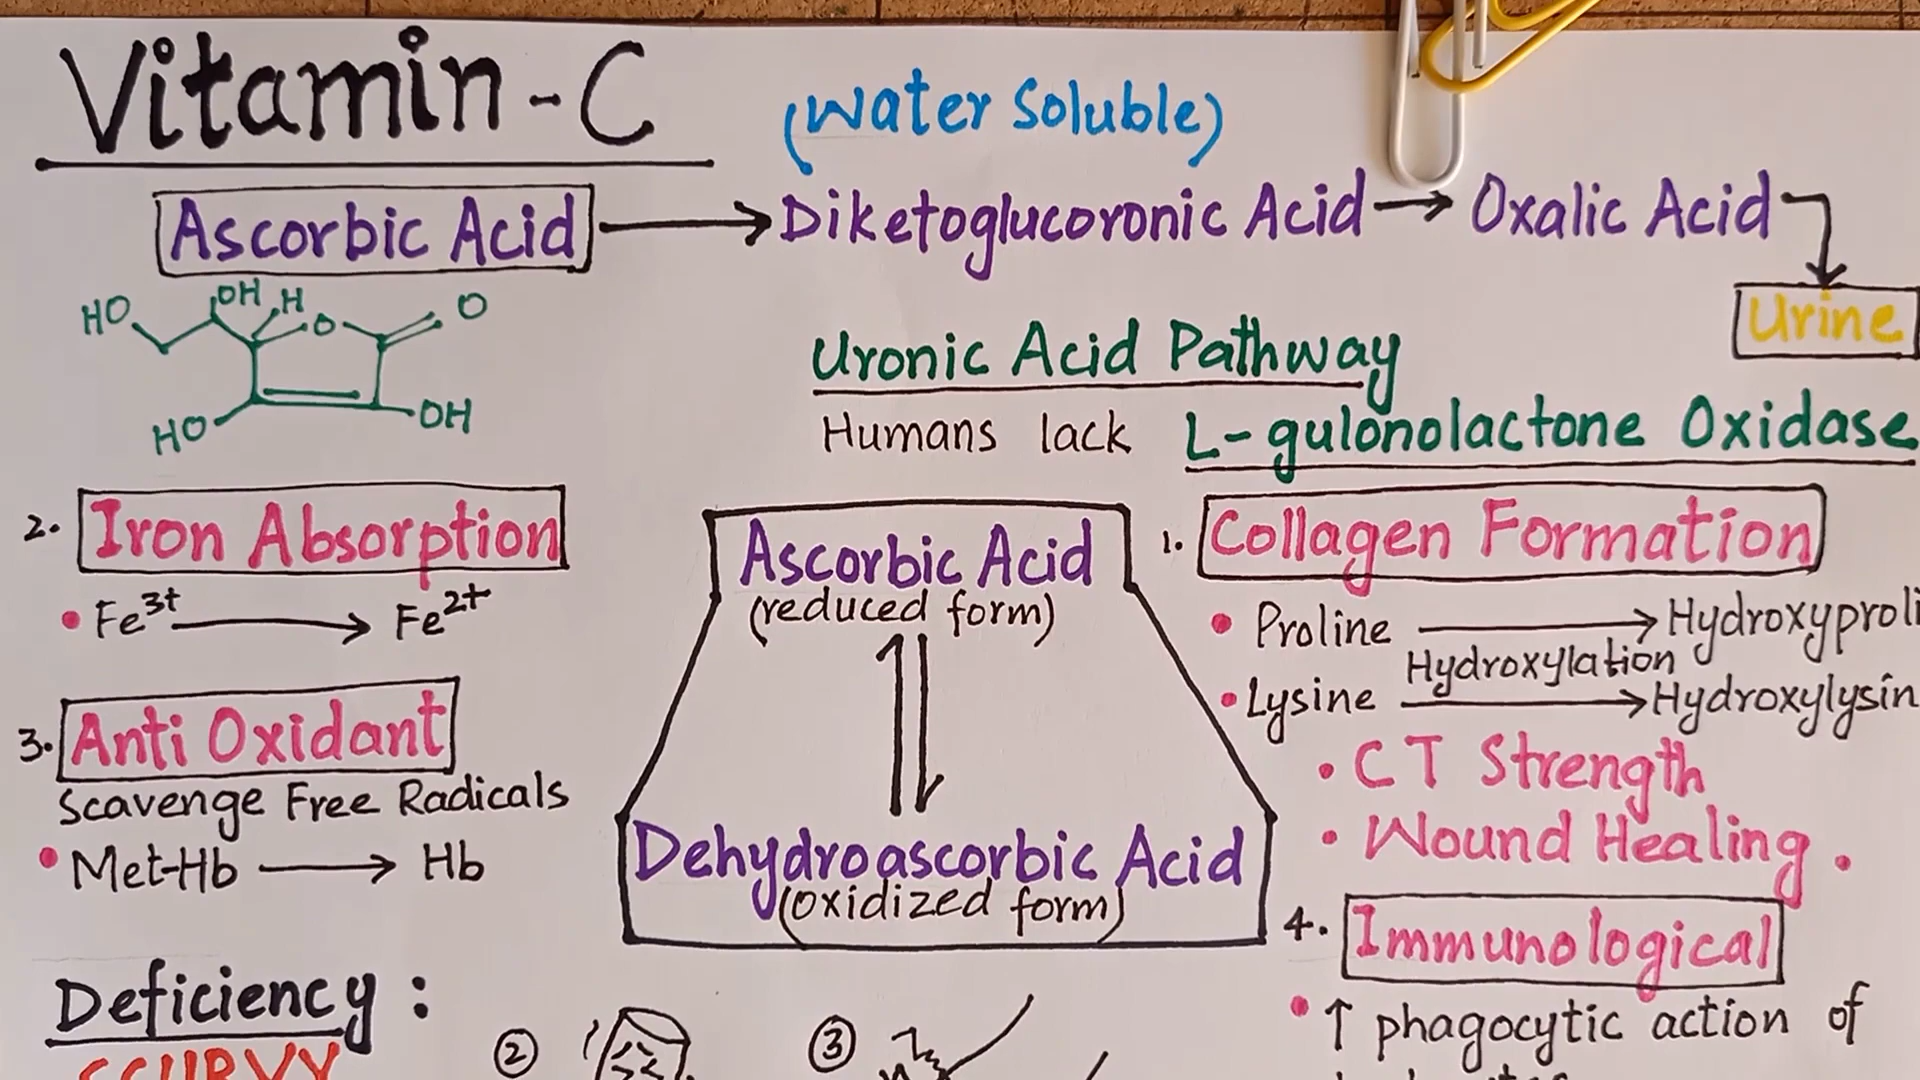 Vitamin-C
(Water Soluble)
Ascorbic Acid → Diketoglucoronic Acid → Oxalic Acid
Urine
HO OH H O O
HO OH
Uronic Acid Pathway
Humans lack L-gulonolactone Oxidase
2. Iron Absorption
• Fe3+ → Fe2+
3. Anti Oxidant
Scavenge Free Radicals
• Met-Hb → Hb
Ascorbic Acid
(reduced form)
Dehydroascorbic Acid
(oxidized form)
1. Collagen Formation
• Proline → Hydroxyproli
Hydroxylation
• Lysine → Hydroxylysin
• CT Strength
• Wound Healing.
4. Immunological
• ↑ phagocytic action of
Deficiency :
SCURVY
2
3